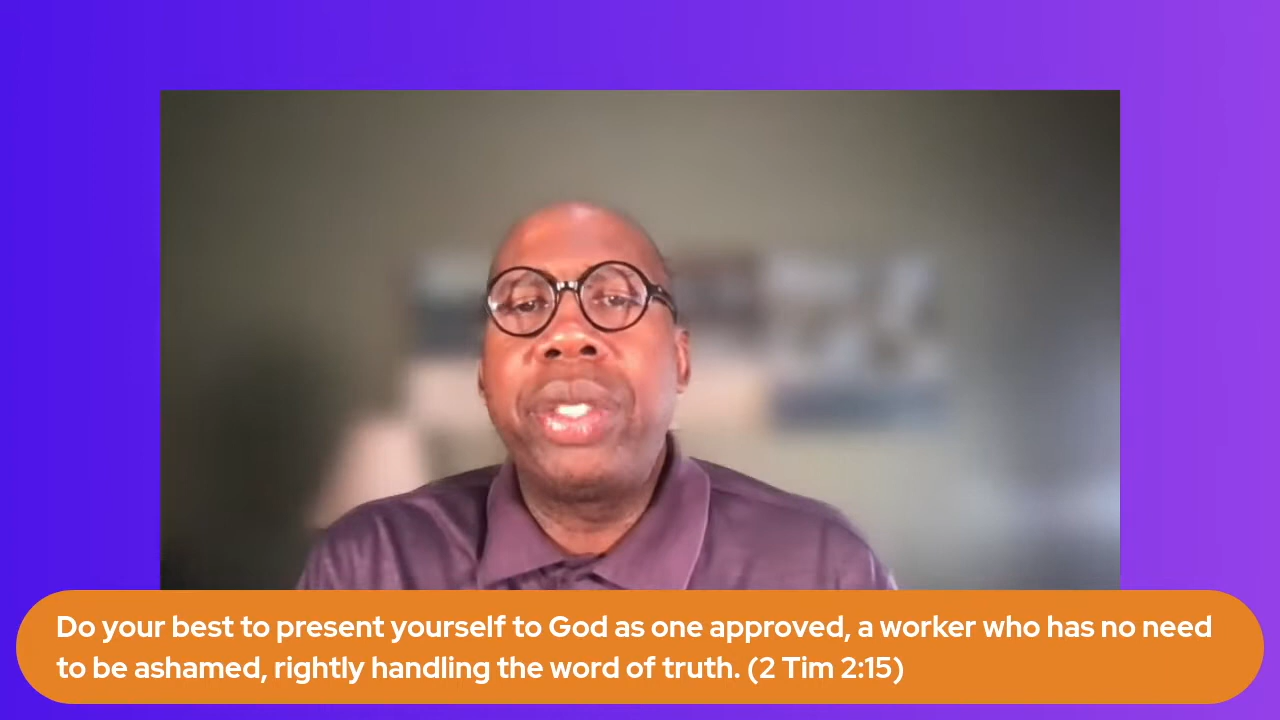 Do your best to present yourself to God as one approved, a worker who has no need
to be ashamed, rightly handling the word of truth. (2 Tim 2:15)